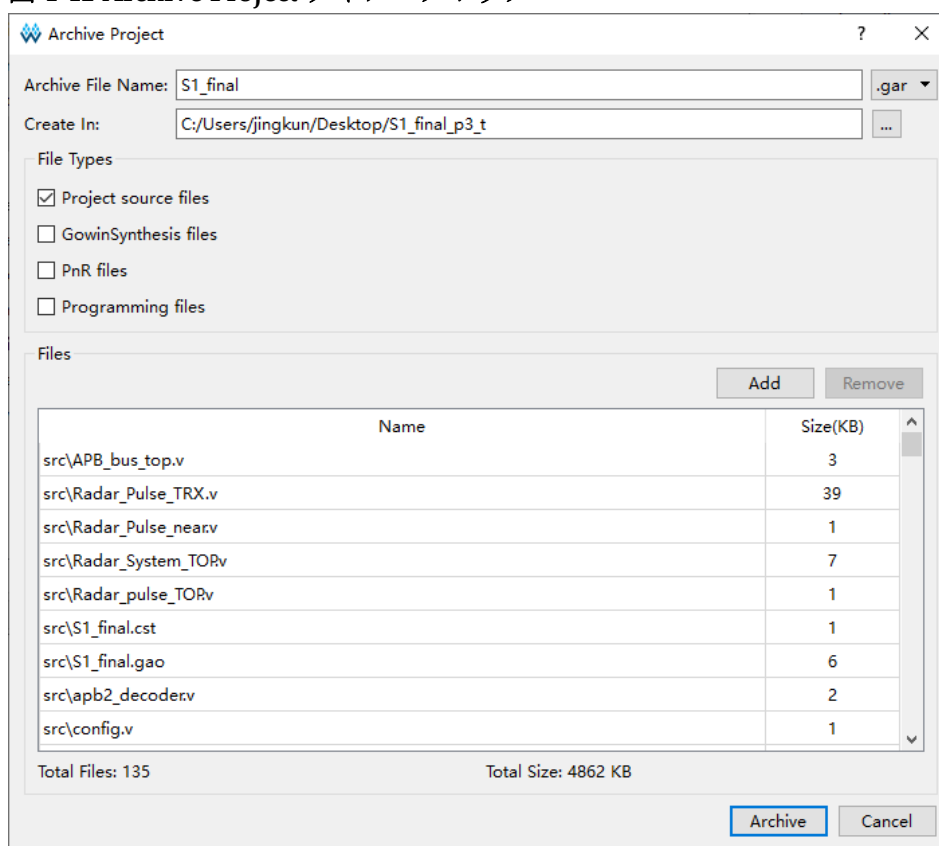 Archive Project ? ×
Archive File Name: S1_final .gar
Create In: C:/Users/jingkun/Desktop/S1_final_p3_t ...
File Types
Project source files
GowinSynthesis files
PnR files
Programming files
Files
Add Remove
Name Size(KB)
src\APB_bus_top.v 3
src\Radar_Pulse_TRX.v 39
src\Radar_Pulse_near.v 1
src\Radar_System_TOP.v 7
src\Radar_pulse_TOP.v 1
src\S1_final.cst 1
src\S1_final.gao 6
src\apb2_decoder.v 2
src\config.v 1
Total Files: 135 Total Size: 4862 KB
Archive Cancel